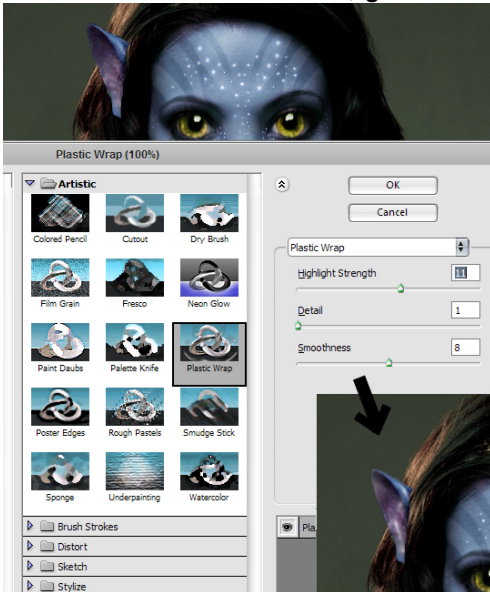 Plastic Wrap (100%)
Artistic
Colored Pencil
Cutout
Dry Brush
Film Grain
Fresco
Neon Glow
Paint Daubs
Palette Knife
Plastic Wrap
Poster Edges
Rough Pastels
Smudge Stick
Sponge
Underpainting
Watercolor
Brush Strokes
Distort
Sketch
Stylize
OK
Cancel
Plastic Wrap
Highlight Strength 11
Detail 1
Smoothness 8
Pla